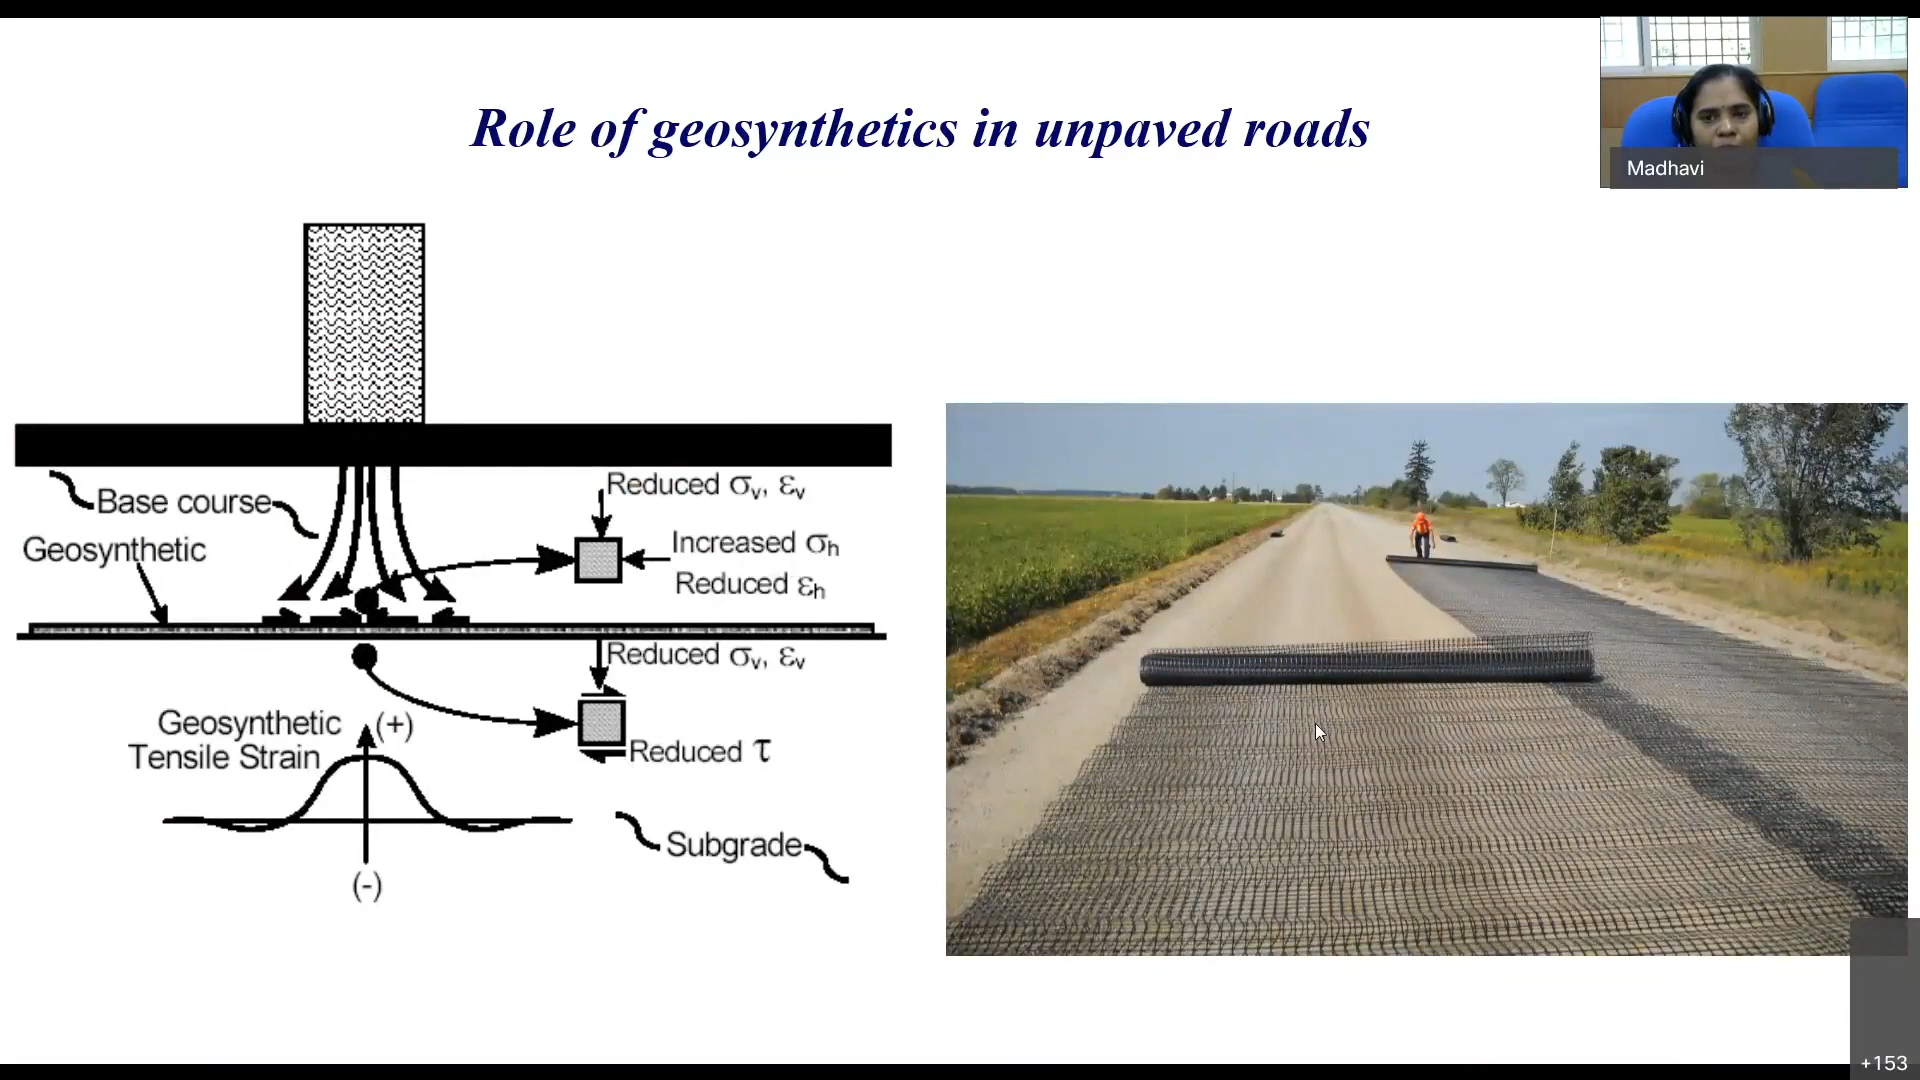 Role of geosynthetics in unpaved roads
Madhavi
Base course
Geosynthetic
Reduced σv, εv
Increased σh
Reduced εh
Reduced σv, εv
Reduced τ
Geosynthetic
Tensile Strain
(+)
(-)
Subgrade
+153